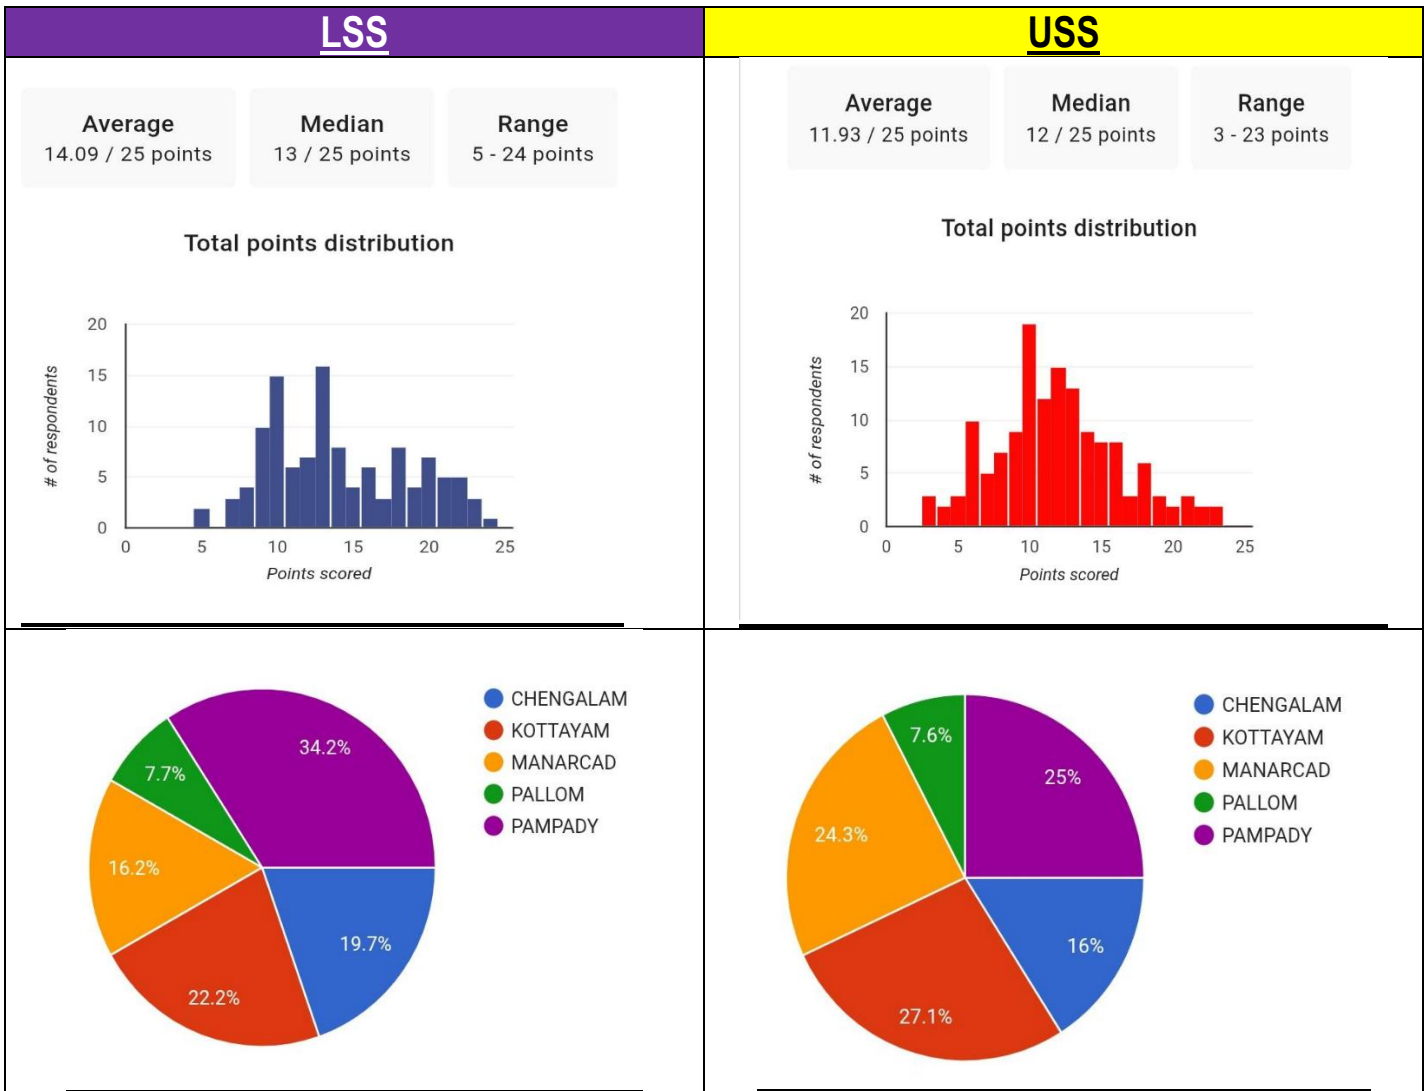 LSS
Average
14.09 / 25 points
Median
13 / 25 points
Range
5 - 24 points
Total points distribution
# of respondents
20
15
10
5
0
0 5 10 15 20 25
Points scored
34.2%
7.7%
16.2%
22.2%
19.7%
CHENGALAM
KOTTAYAM
MANARCAD
PALLOM
PAMPADY
USS
Average
11.93 / 25 points
Median
12 / 25 points
Range
3 - 23 points
Total points distribution
# of respondents
20
15
10
5
0
0 5 10 15 20 25
Points scored
7.6%
25%
24.3%
16%
27.1%
CHENGALAM
KOTTAYAM
MANARCAD
PALLOM
PAMPADY